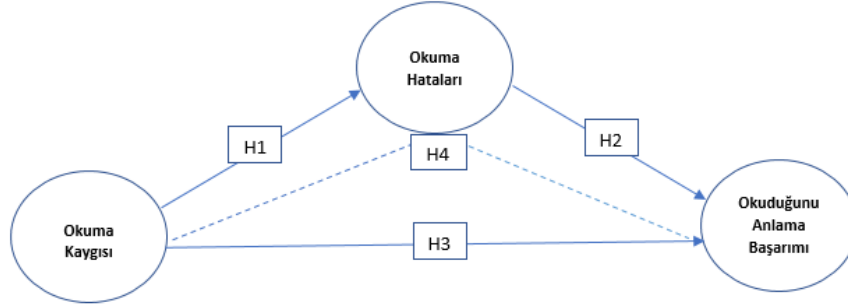 Okuma
Hataları
H1
H2
H4
Okuma
Kaygısı
H3
Okuduğunu
Anlama
Başarımı